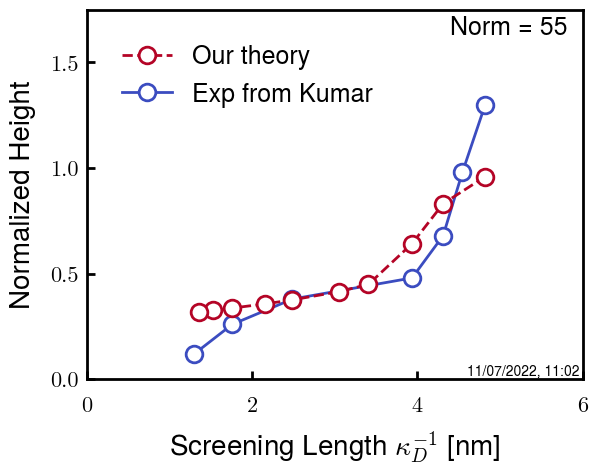 Norm = 55
Our theory
Exp from Kumar
Normalized Height
1.5
1.0
0.5
0.0
11/07/2022, 11:02
0 2 4 6
Screening Length κ_D^{-1} [nm]